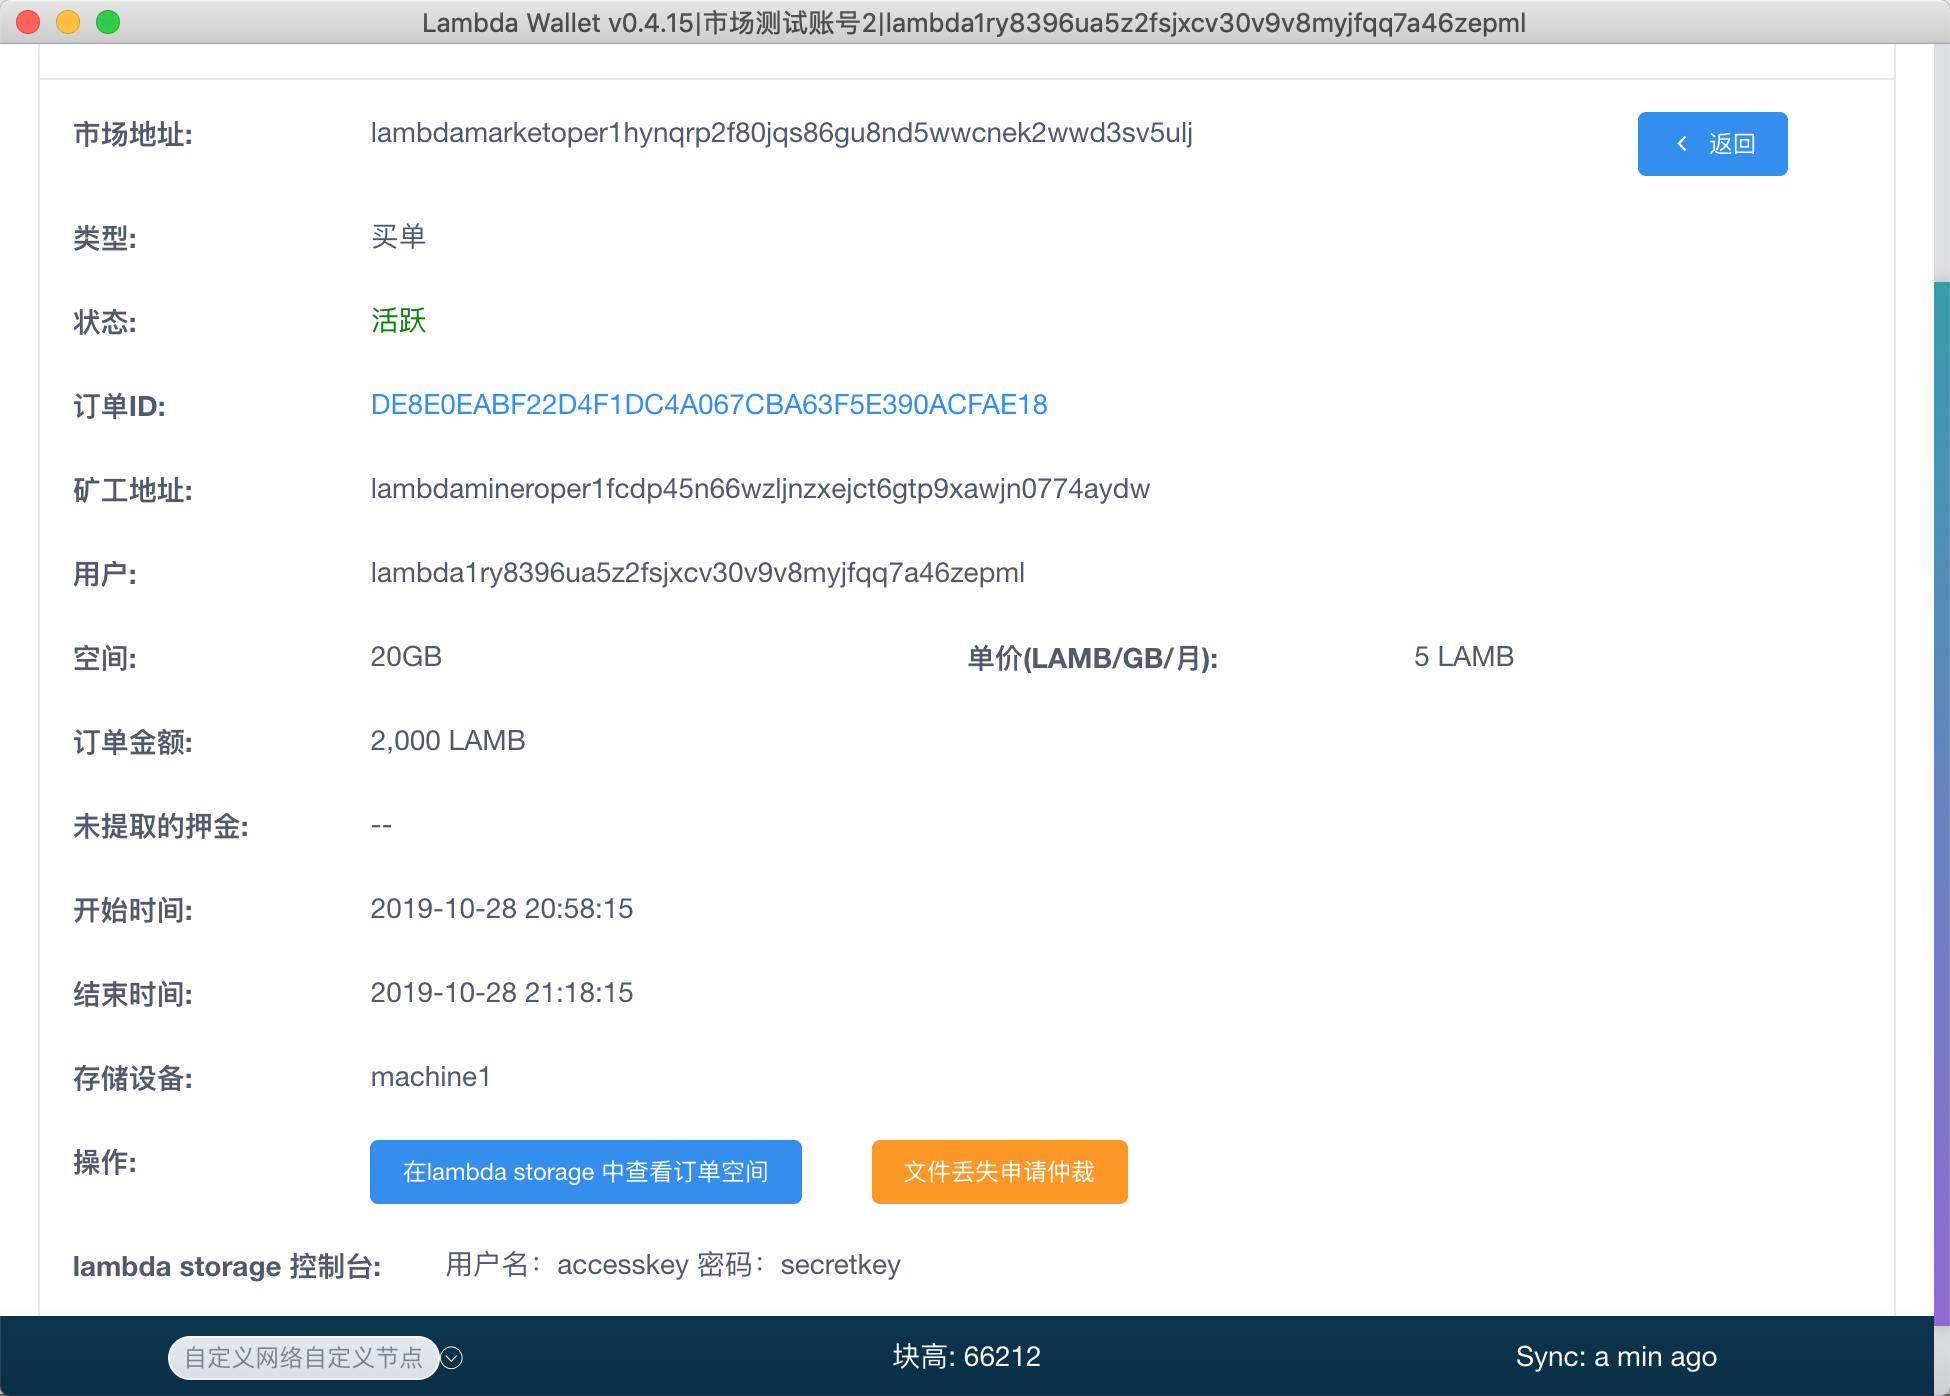 Lambda Wallet v0.4.15|市场测试账号2|lambda1ry8396ua5z2fsjxcv30v9v8myjfqq7a46zepml
市场地址: lambdamarketoper1hynqrp2f80jqs86gu8nd5wwcnek2wwd3sv5ulj 返回
类型: 买单
状态: 活跃
订单ID: DE8E0EABF22D4F1DC4A067CBA63F5E390ACFAE18
矿工地址: lambdamineroper1fcdp45n66wzljnzxejct6gtp9xawjn0774aydw
用户: lambda1ry8396ua5z2fsjxcv30v9v8myjfqq7a46zepml
空间: 20GB 单价(LAMB/GB/月): 5 LAMB
订单金额: 2,000 LAMB
未提取的押金: --
开始时间: 2019-10-28 20:58:15
结束时间: 2019-10-28 21:18:15
存储设备: machine1
操作: 在lambda storage 中查看订单空间 文件丢失申请仲裁
lambda storage 控制台: 用户名：accesskey 密码：secretkey
自定义网络自定义节点 块高: 66212 Sync: a min ago